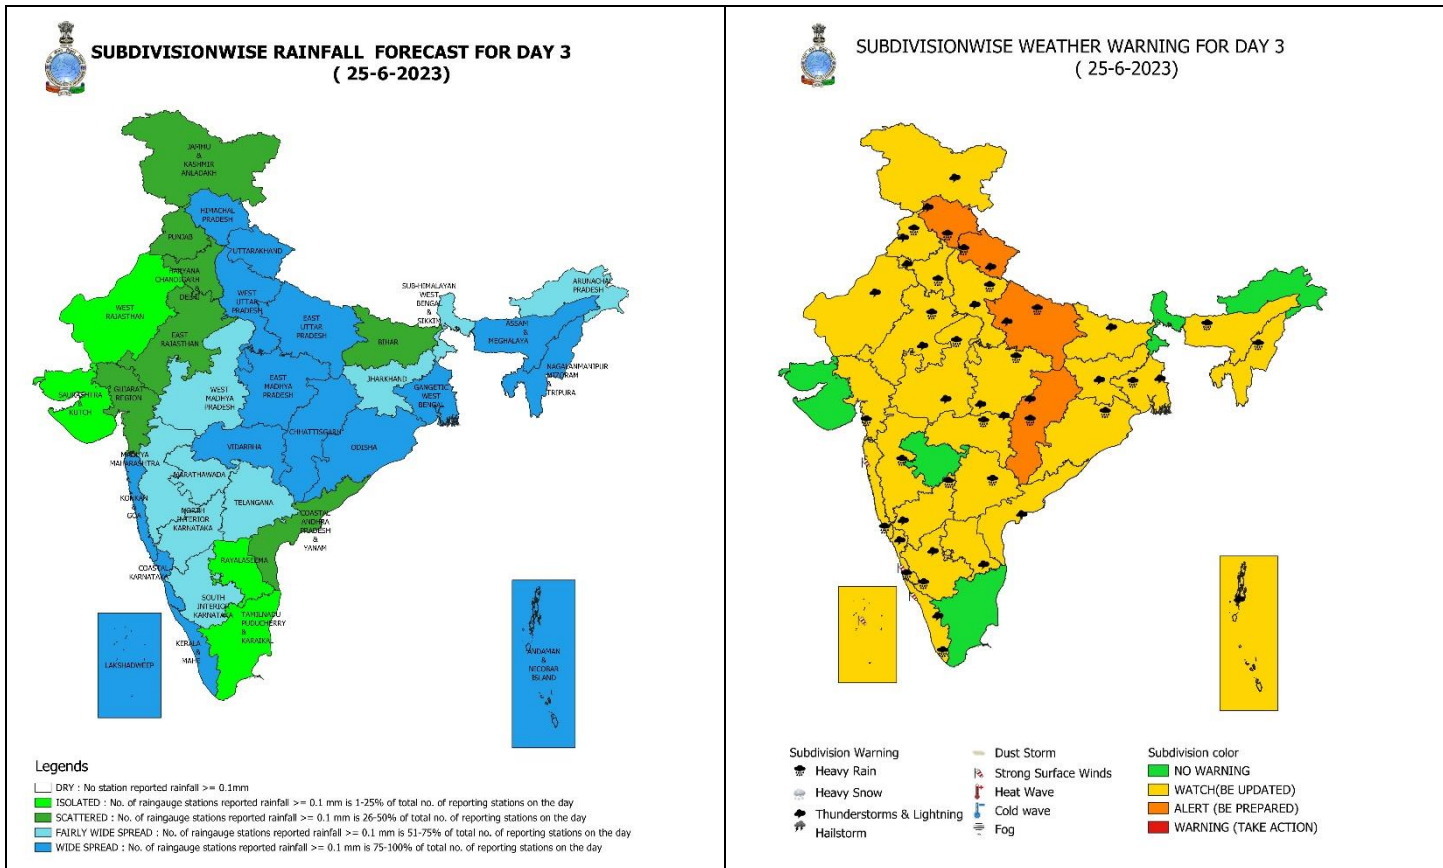 SUBDIVISIONWISE RAINFALL FORECAST FOR DAY 3
( 25-6-2023)
JAMMU
&
KASHMIR
ANLADAKH
HIMACHAL
PRADESH
PUNJAB
UTTARAKHAND
HARYANA
CHANDIGARH
&
DELHI
WEST
RAJASTHAN
WEST
UTTAR
PRADESH
EAST
UTTAR
PRADESH
SUB-HIMALAYAN
WEST
BENGAL
&
SIKKIM
ARUNACHAL
PRADESH
ASSAM
&
MEGHALAYA
EAST
RAJASTHAN
BIHAR
NAGALANMANIPUR
MIZORAM
&
TRIPURA
JHARKHAND
GANGETIC
WEST
BENGAL
SAURASHTRA
&
KUTCH
GUJARAT
REGION
WEST
MADHYA
PRADESH
EAST
MADHYA
PRADESH
CHHATTISGARH
VIDARBHA
ODISHA
MADHYA
MAHARASHTRA
MARATHAWADA
KONKAN
&
GOA
NORTH
INTERIOR
KARNATAKA
TELANGANA
COASTAL
ANDHRA
PRADESH
&
YANAM
RAYALASEEMA
COASTAL
KARNATAKA
SOUTH
INTERIOR
KARNATAKA
TAMILNADU
PUDUCHERRY
&
KARAIKAL
KERALA
&
MAHE
LAKSHADWEEP
ANDAMAN
&
NICOBAR
ISLAND
Legends
DRY : No station reported rainfall >= 0.1mm
ISOLATED : No. of raingauge stations reported rainfall >= 0.1 mm is 1-25% of total no. of reporting stations on the day
SCATTERED : No. of raingauge stations reported rainfall >= 0.1 mm is 26-50% of total no. of reporting stations on the day
FAIRLY WIDE SPREAD : No. of raingauge stations reported rainfall >= 0.1 mm is 51-75% of total no. of reporting stations on the day
WIDE SPREAD : No. of raingauge stations reported rainfall >= 0.1 mm is 75-100% of total no. of reporting stations on the day
SUBDIVISIONWISE WEATHER WARNING FOR DAY 3
( 25-6-2023)
Subdivision Warning
Heavy Rain
Heavy Snow
Thunderstorms & Lightning
Hailstorm
Dust Storm
Strong Surface Winds
Heat Wave
Cold wave
Fog
Subdivision color
NO WARNING
WATCH(BE UPDATED)
ALERT (BE PREPARED)
WARNING (TAKE ACTION)